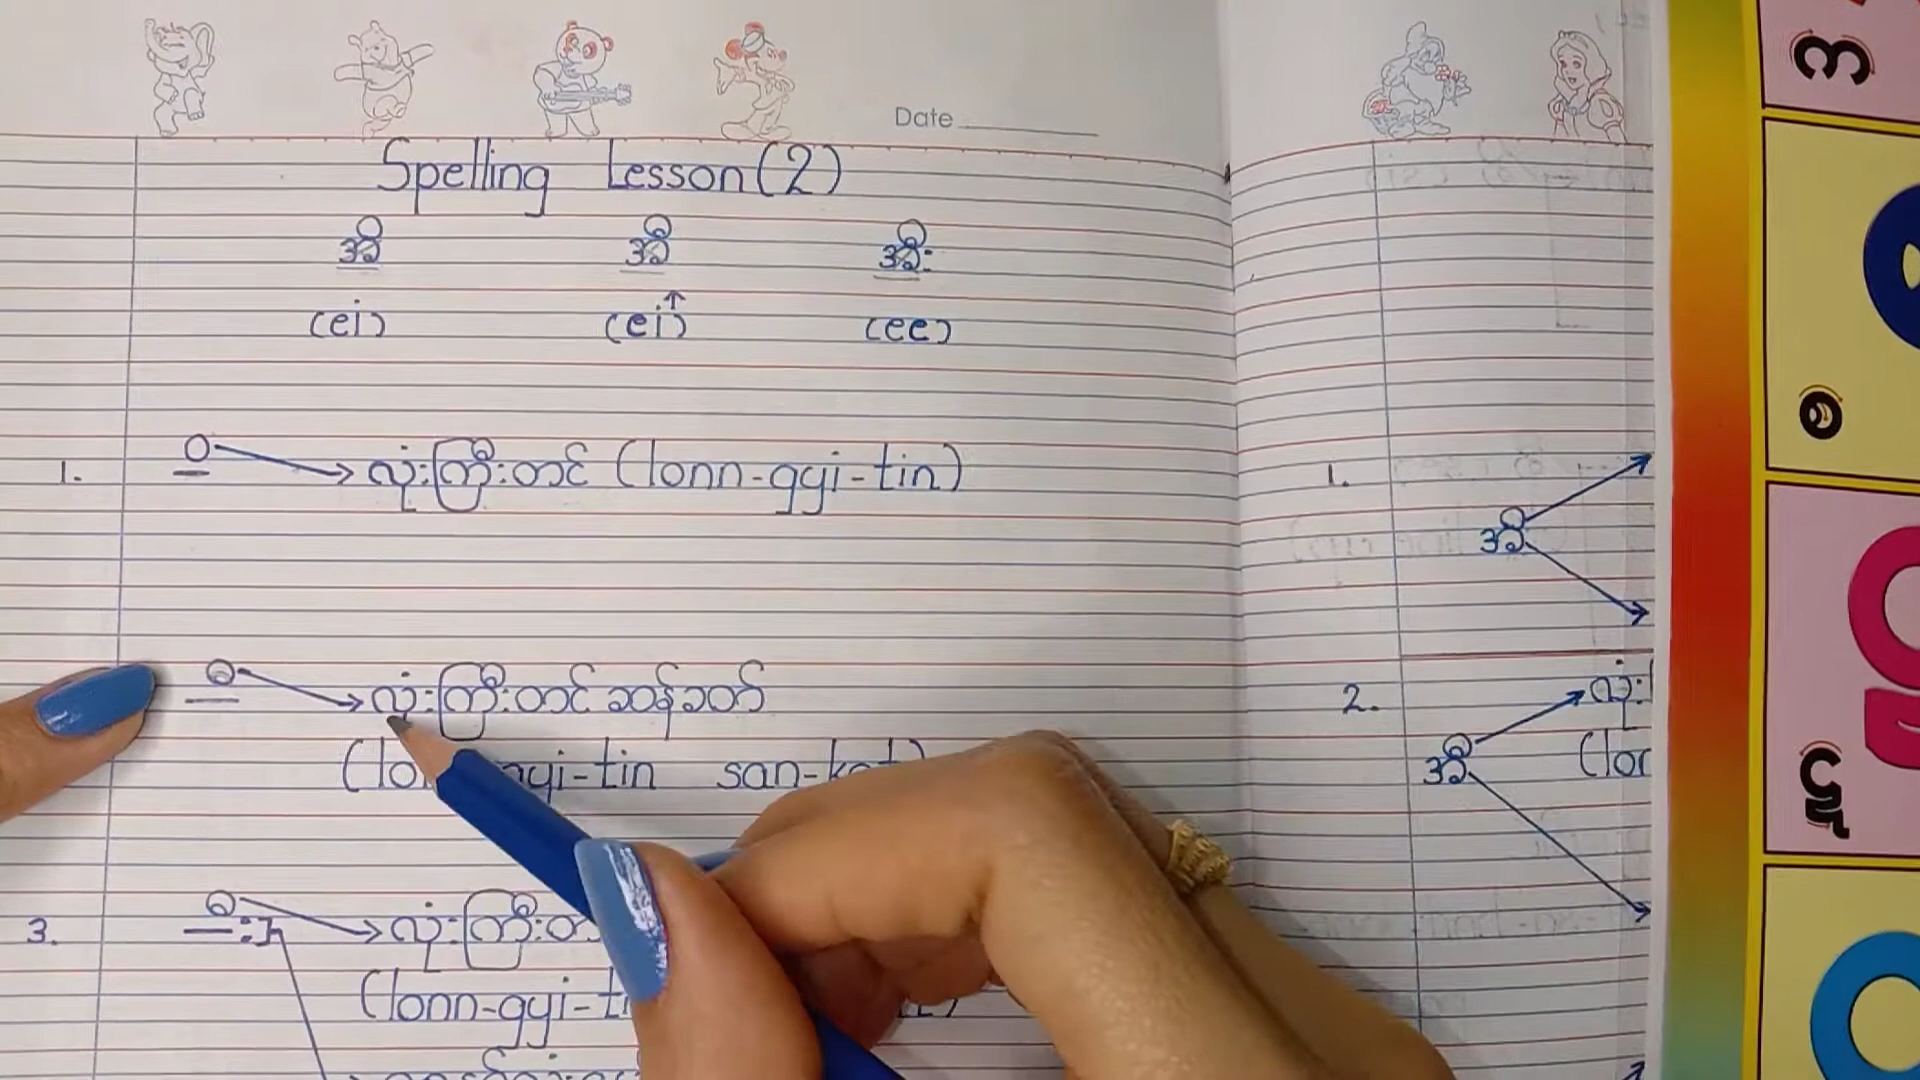 Date
Spelling Lesson (2)
အိ အီ အီး
(ei) (ei) (ee)
1. ိ → လုံးကြီးတင် (lonn-gyi-tin)
ီ → လုံးကြီးတင် ဆန်ခတ်
gyi-tin san-kat)
3. ီး → လုံးကြီး
(lonn-gyi-
1.
အိ
2. လုံး
အီ (lon